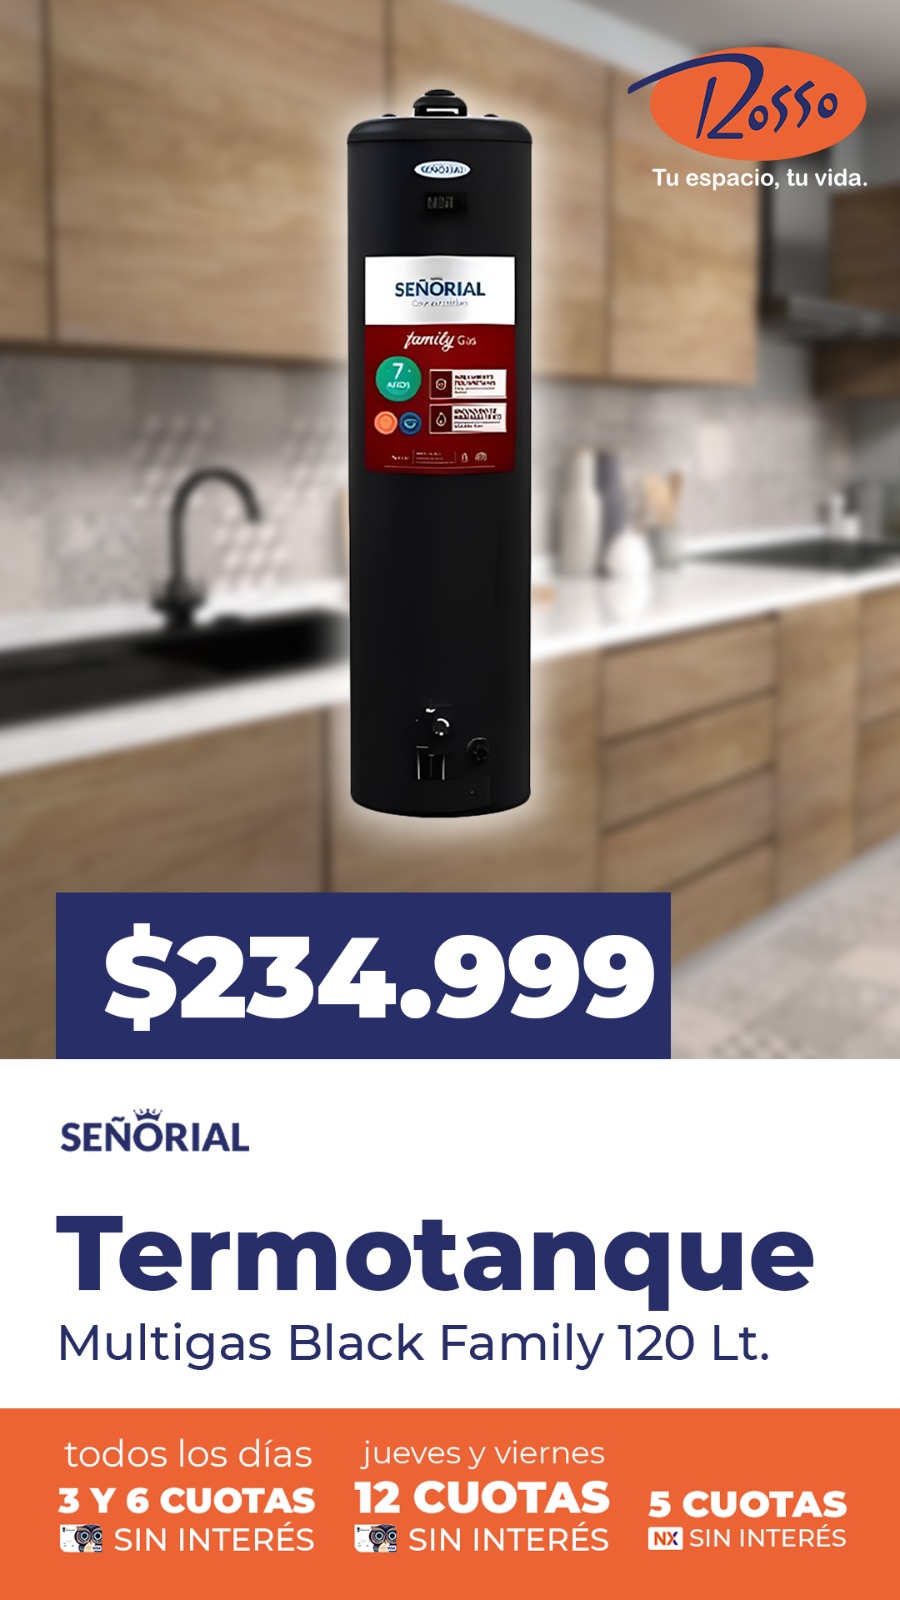 Rosso
Tu espacio, tu vida.
SEÑORIAL
SEÑORIAL
family Gas
7
AÑOS
$234.999
SEÑORIAL
Termotanque
Multigas Black Family 120 Lt.
todos los días
3 Y 6 CUOTAS
SIN INTERÉS
jueves y viernes
12 CUOTAS
SIN INTERÉS
5 CUOTAS
NX SIN INTERÉS